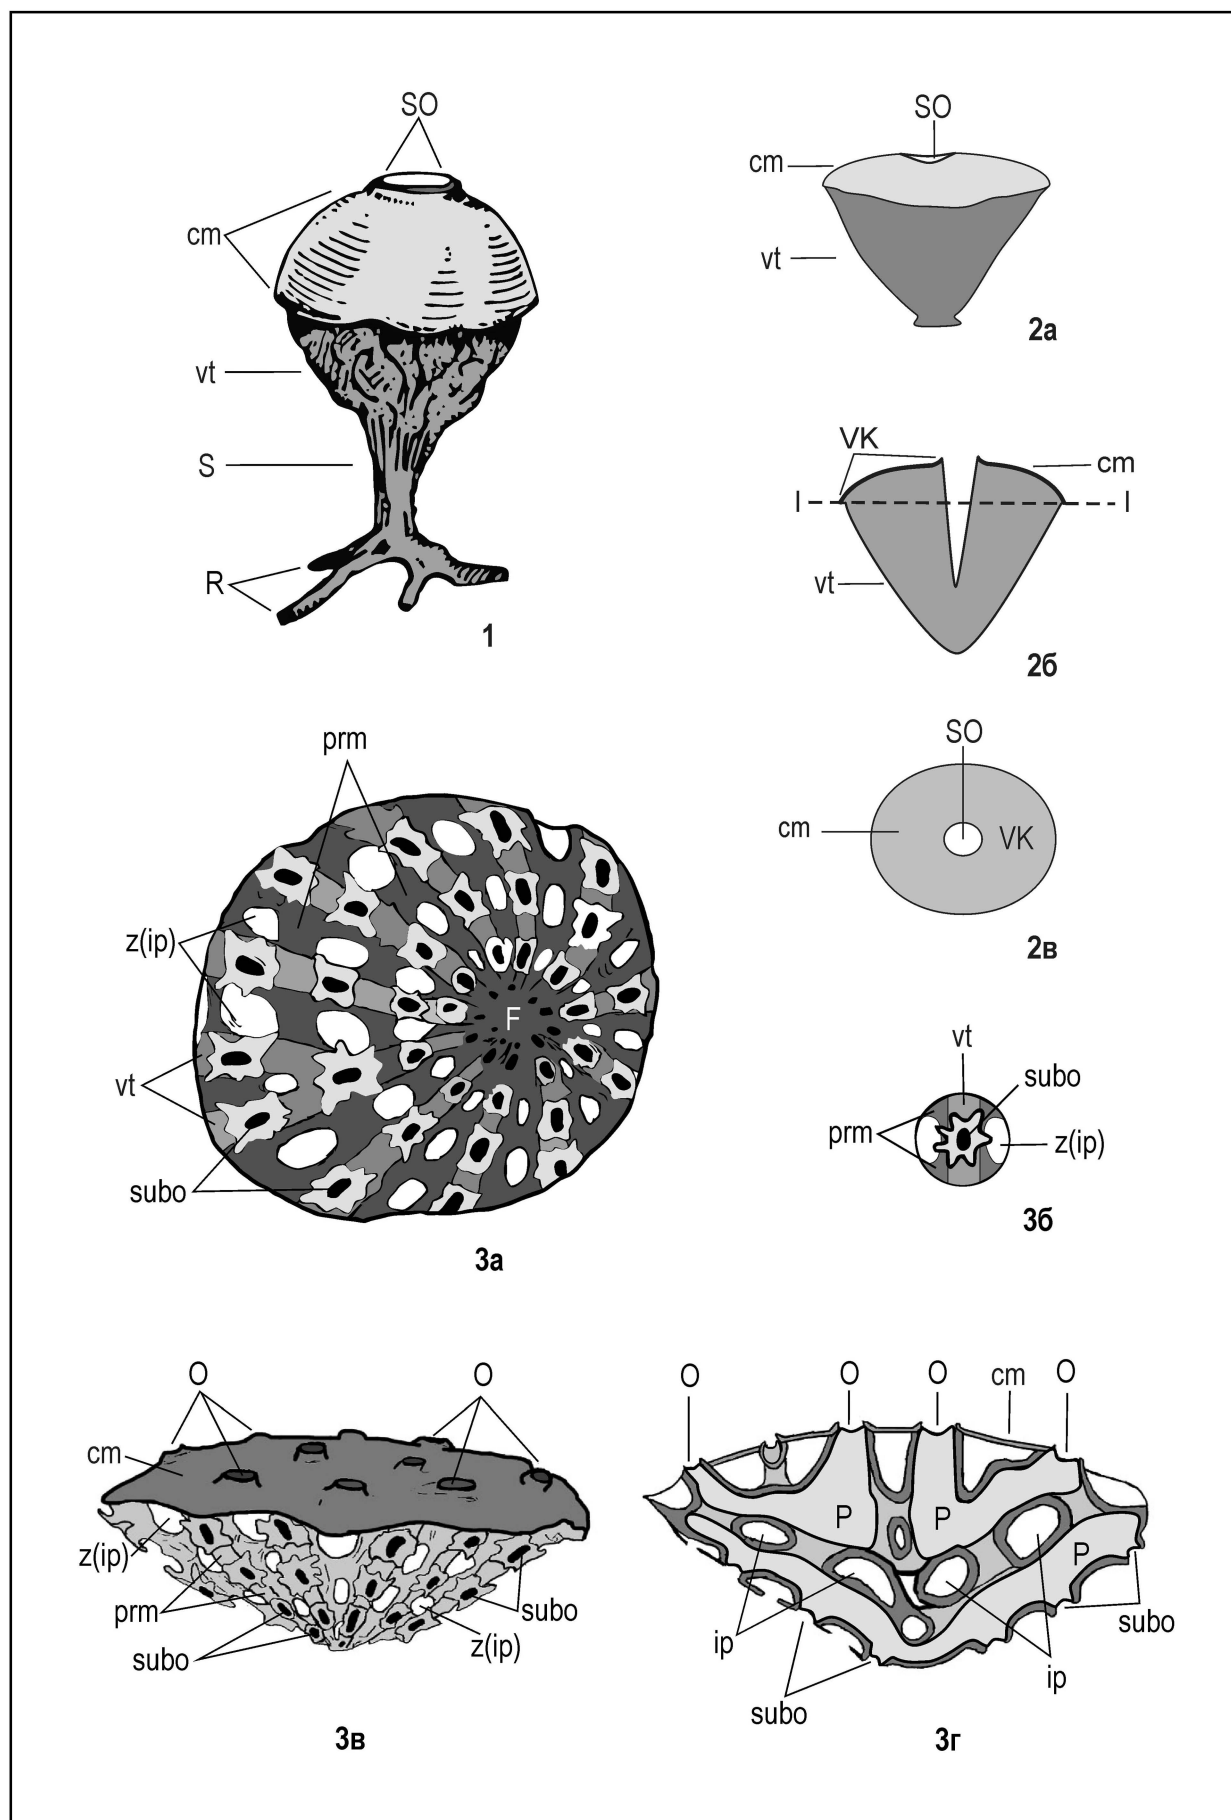 SO
cm
vt
S
R
1
SO
cm
vt
2а
VK
cm
I
I
vt
2б
SO
cm
VK
2в
prm
z(ip)
F
vt
subo
3а
vt
subo
prm
z(ip)
3б
O
O
cm
z(ip)
prm
subo
subo
z(ip)
3в
O
O
O
cm
O
P
P
P
ip
ip
subo
subo
3г